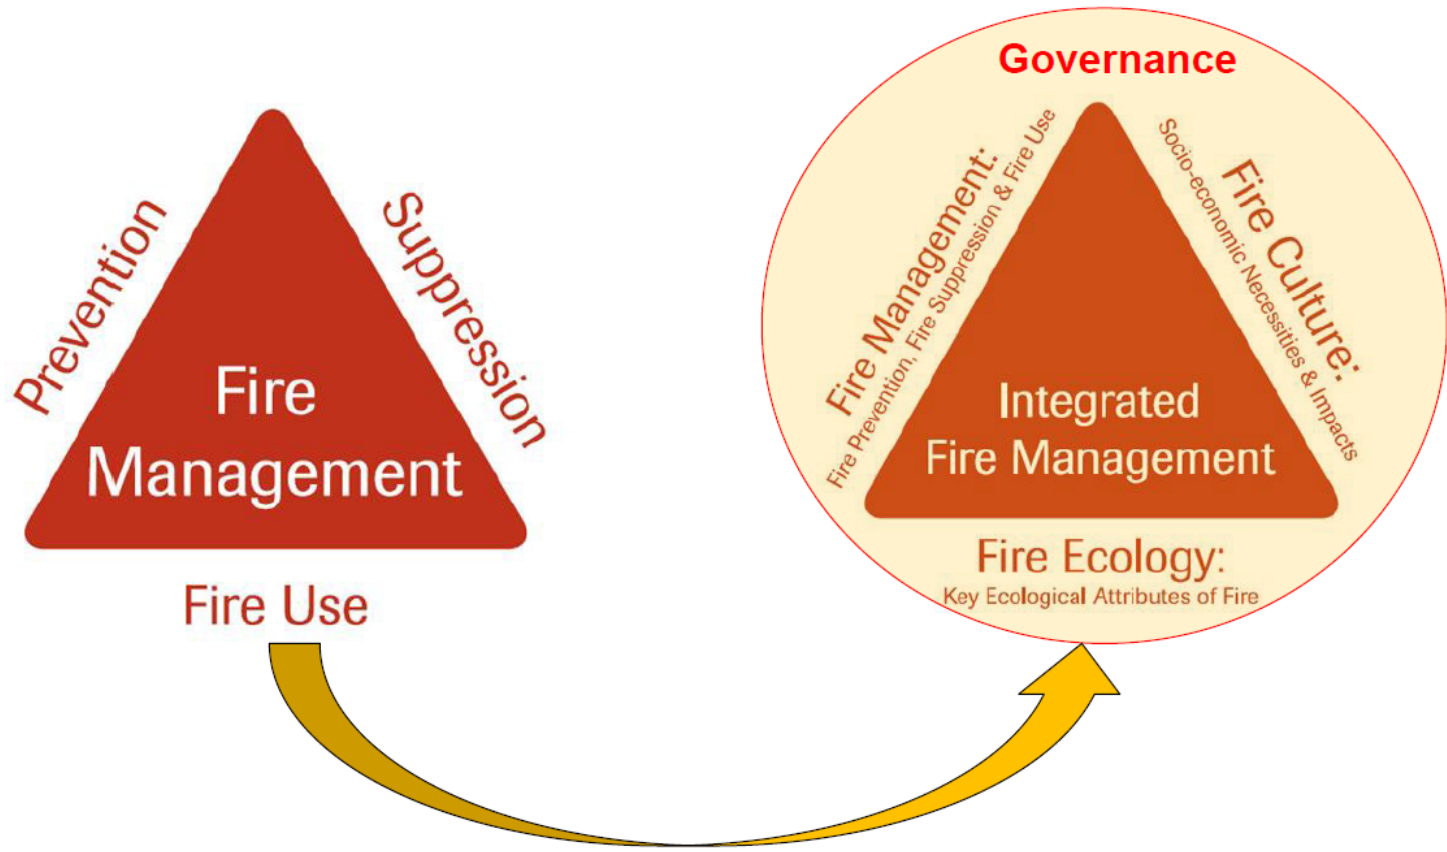 Prevention
Suppression
Fire
Management
Fire Use
Governance
Fire Management:
Fire Prevention, Fire Suppression & Fire Use
Fire Culture:
Socio-economic Necessities & Impacts
Integrated
Fire Management
Fire Ecology:
Key Ecological Attributes of Fire